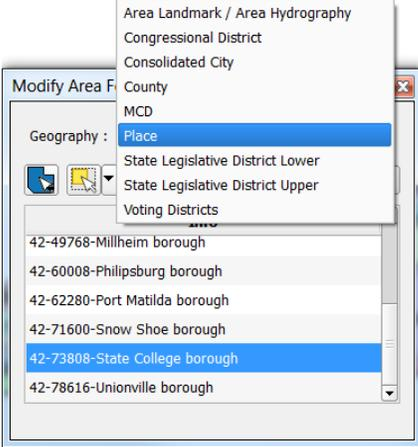 Area Landmark / Area Hydrography
Congressional District
Consolidated City
County
MCD
Place
State Legislative District Lower
State Legislative District Upper
Voting Districts
Modify Area
Geography :
42-49768-Millheim borough
42-60008-Philipsburg borough
42-62280-Port Matilda borough
42-71600-Snow Shoe borough
42-73808-State College borough
42-78616-Unionville borough